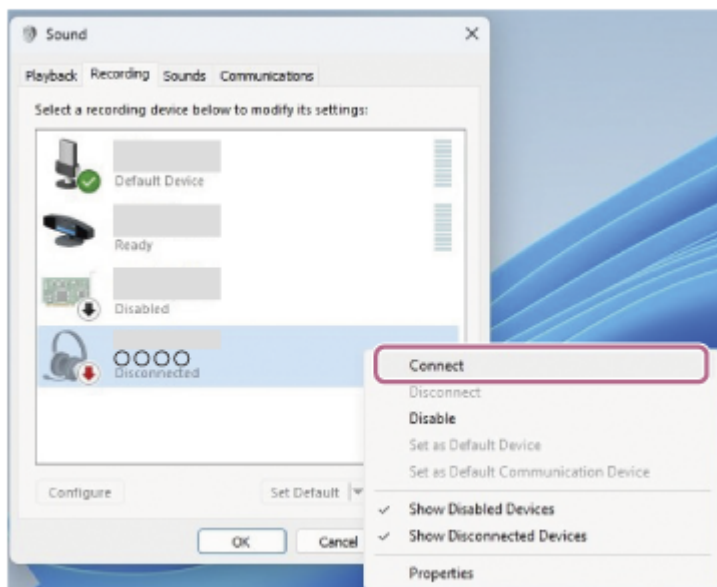 Sound
Playback Recording Sounds Communications
Select a recording device below to modify its settings:
Default Device
Ready
Disabled
OOOO
Disconnected
Connect
Disconnect
Disable
Set as Default Device
Set as Default Communication Device
Show Disabled Devices
Show Disconnected Devices
Properties
Configure
Set Default
OK
Cancel